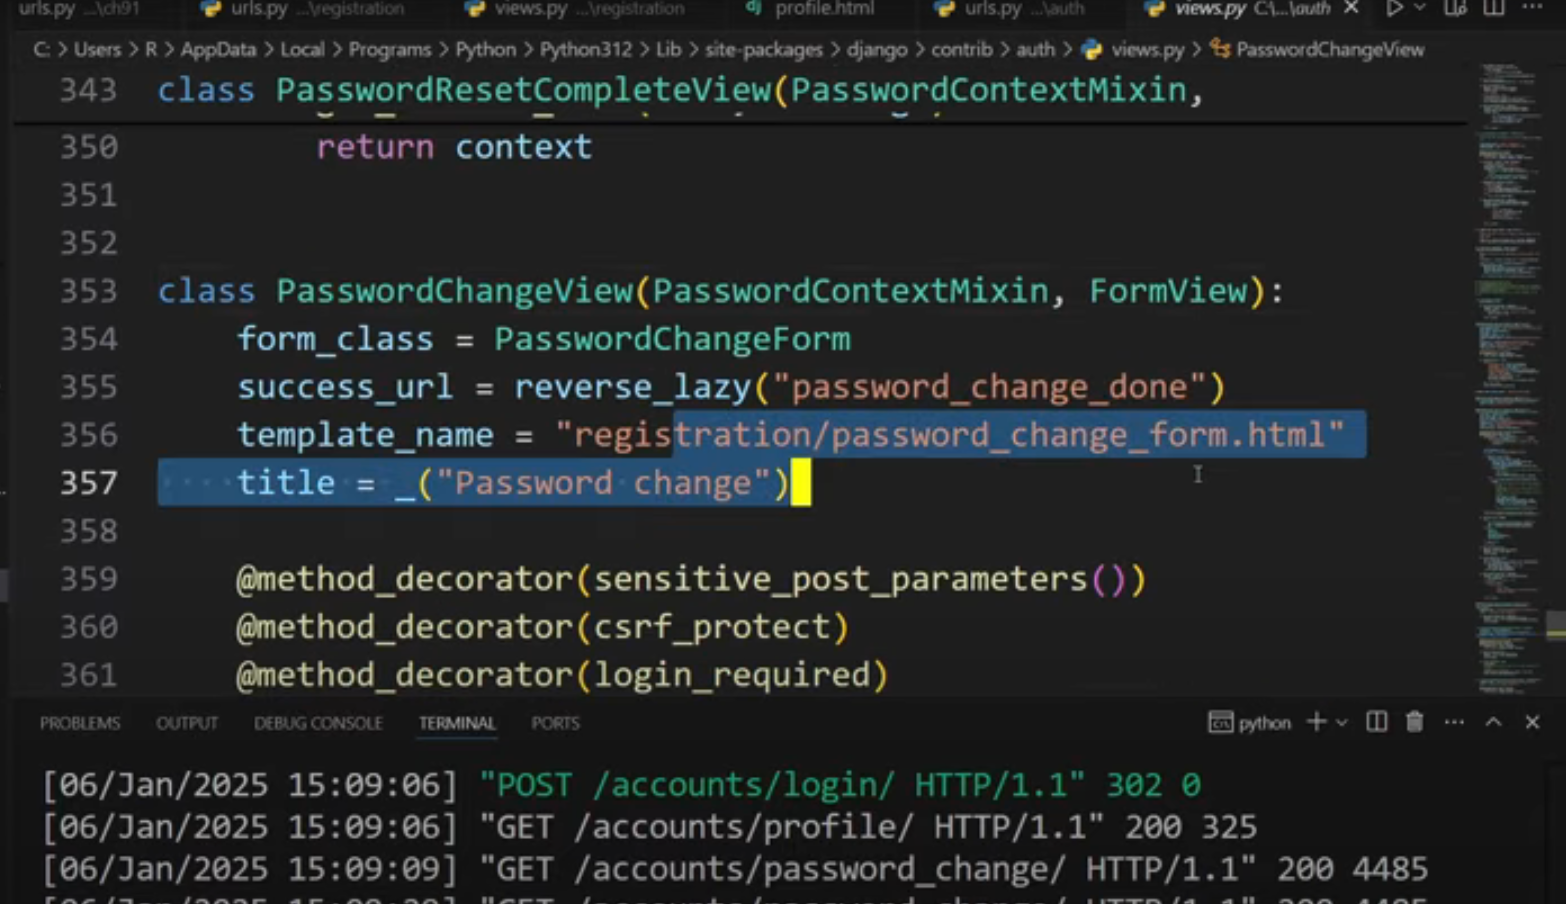 urls.py ...\ch91 urls.py ...\registration views.py ...\registration profile.html urls.py ...\auth views.py C:\...\auth
C: > Users > R > AppData > Local > Programs > Python > Python312 > Lib > site-packages > django > contrib > auth > views.py > PasswordChangeView
343 class PasswordResetCompleteView(PasswordContextMixin,
350 return context
351
352
353 class PasswordChangeView(PasswordContextMixin, FormView):
354 form_class = PasswordChangeForm
355 success_url = reverse_lazy("password_change_done")
356 template_name = "registration/password_change_form.html"
357 title = _("Password change")
358
359 @method_decorator(sensitive_post_parameters())
360 @method_decorator(csrf_protect)
361 @method_decorator(login_required)
PROBLEMS OUTPUT DEBUG CONSOLE TERMINAL PORTS python
[06/Jan/2025 15:09:06] "POST /accounts/login/ HTTP/1.1" 302 0
[06/Jan/2025 15:09:06] "GET /accounts/profile/ HTTP/1.1" 200 325
[06/Jan/2025 15:09:09] "GET /accounts/password_change/ HTTP/1.1" 200 4485